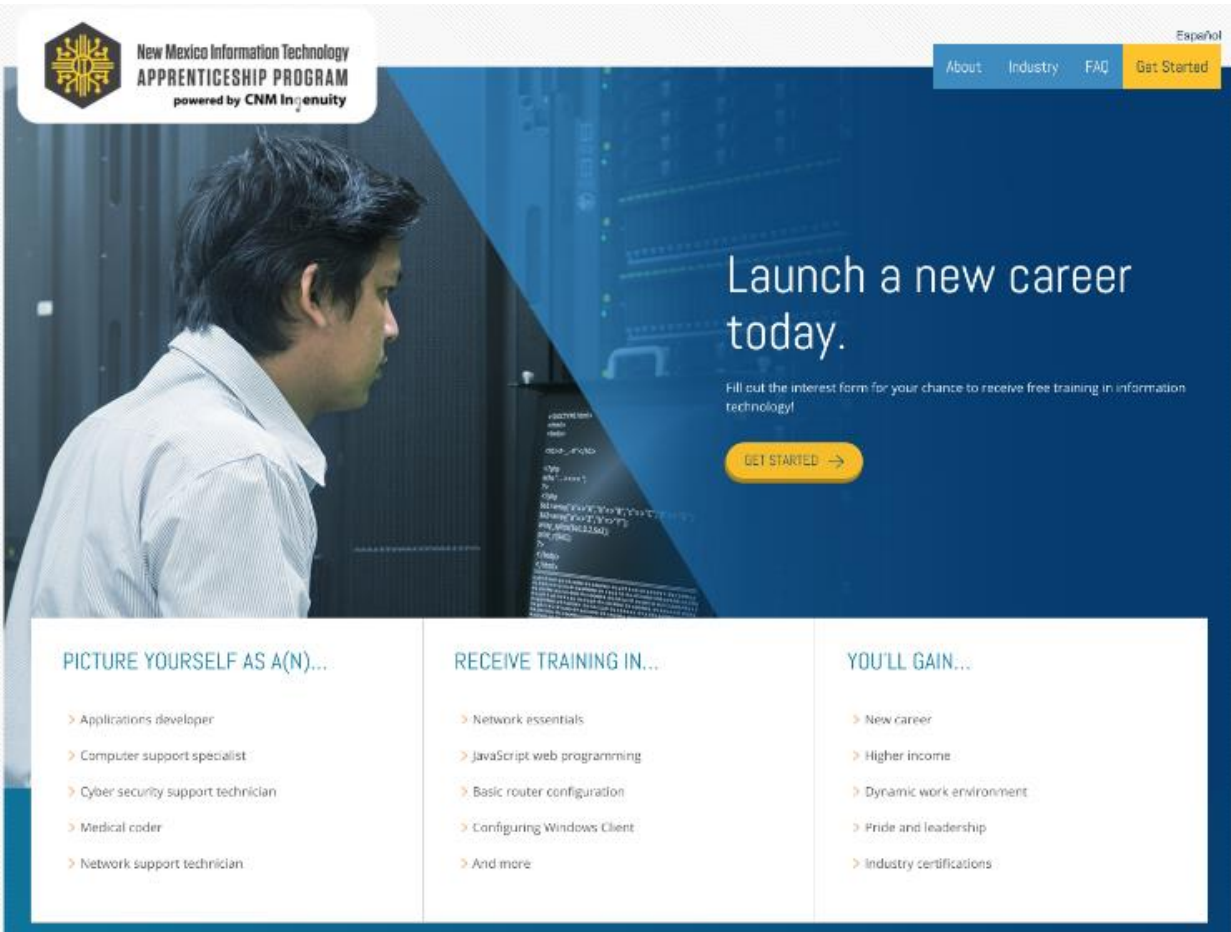 New Mexico Information Technology
APPRENTICESHIP PROGRAM
powered by CNM Ingenuity
Español
About Industry FAQ Get Started
Launch a new career
today.
Fill out the interest form for your chance to receive free training in information
technology!
GET STARTED →
PICTURE YOURSELF AS A(N)...
> Applications developer
> Computer support specialist
> Cyber security support technician
> Medical coder
> Network support technician
RECEIVE TRAINING IN...
> Network essentials
> JavaScript web programming
> Basic router configuration
> Configuring Windows Client
> And more
YOU'LL GAIN...
> New career
> Higher income
> Dynamic work environment
> Pride and leadership
> Industry certifications